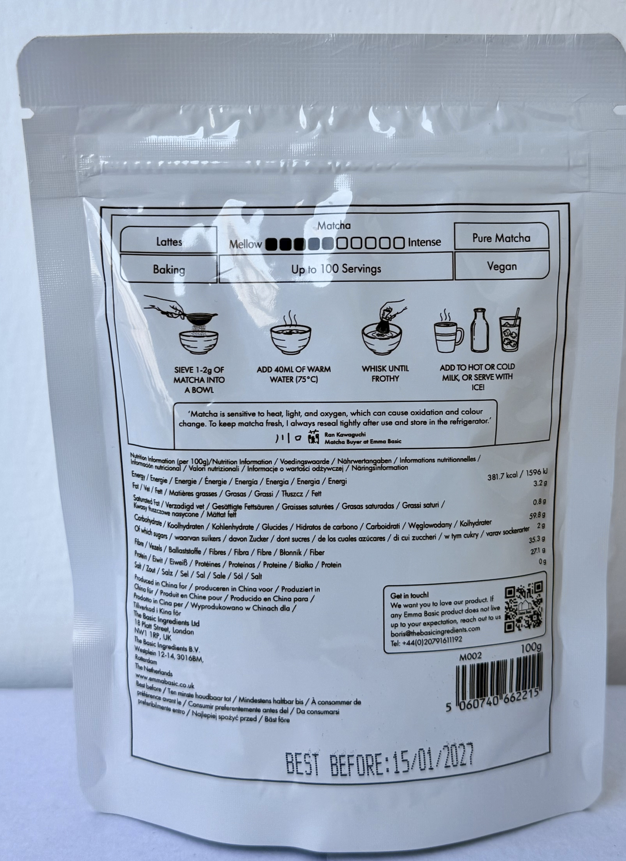 Matcha
Lattes
Mellow Intense
Pure Matcha
Baking
Up to 100 Servings
Vegan
SIEVE 1-2g OF
MATCHA INTO
A BOWL
ADD 40ML OF WARM
WATER (75°C)
WHISK UNTIL
FROTHY
ADD TO HOT OR COLD
MILK, OR SERVE WITH
ICE!
'Matcha is sensitive to heat, light, and oxygen, which can cause oxidation and colour
change. To keep matcha fresh, I always reseal tightly after use and store in the refrigerator.'
Ran Kawaguchi
Matcha Buyer at Emma Basic
Nutrition Information (per 100g)/Nutrition Information / Voedingswaarde / Nährwertangaben / Informations nutritionnelles /
Información nutricional / Valori nutrizionali / Informacje o wartości odżywczej / Näringsinformation
Energy / Energie / Energie / Énergie / Energía / Energia / Energia / Energi 381.7 kcal / 1596 kJ
Fat / Vet / Fett / Matières grasses / Grasas / Grassi / Tłuszcz / Fett 3.2g
Saturated Fat / Verzadigd vet / Gesättigte Fettsäuren / Graisses saturées / Grasas saturadas / Grassi saturi /
Kwasy tłuszczowe nasycone / Mättat fett 0.8g
Carbohydrate / Koolhydraten / Kohlenhydrate / Glucides / Hidratos de carbono / Carboidrati / Węglowodany / Kolhydrater 59.8g
Of which sugars / waarvan suikers / davon Zucker / dont sucres / de los cuales azúcares / di cui zuccheri / w tym cukry / varav sockerarter 2g
Fibre / Vezels / Ballaststoffe / Fibres / Fibra / Fibre / Błonnik / Fiber 35.3g
Protein / Eiwit / Eiweiß / Protéines / Proteínas / Proteine / Białko / Protein 27.1g
Salt / Zout / Salz / Sel / Sal / Sale / Sól / Salt 0g
Produced in China for / produceren in China voor / Produziert in
China für / Produit en Chine pour / Producido en China para /
Prodotto in Cina per / Wyprodukowano w Chinach dla /
Tillverkad i Kina för
The Basic Ingredients Ltd
18 Platt Street, London
NW1 1RP, UK
The Basic Ingredients B.V.
Westplein 12-14, 3016BM,
Rotterdam
The Netherlands
www.emmabasic.co.uk
Best before / Ten minste houdbaar tot / Mindestens haltbar bis / À consommer de
préférence avant le / Consumir preferentemente antes del / Da consumarsi
preferibilmente entro / Najlepiej spożyć przed / Bäst före
Get in touch!
We want you to love our product. If
any Emma Basic product does not live
up to your expectation, reach out to us
boris@thebasicingredients.com
Tel: +44(0)20791611192
M002 100g
5 060740 662215
BEST BEFORE:15/01/2027